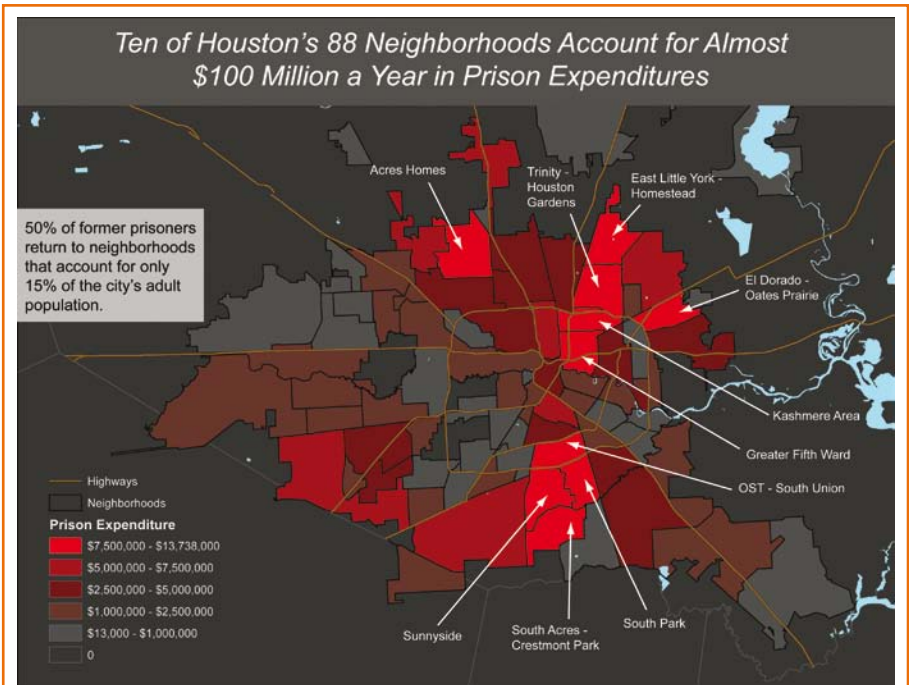 Ten of Houston's 88 Neighborhoods Account for Almost
$100 Million a Year in Prison Expenditures
Acres Homes
Trinity -
Houston
Gardens
East Little York -
Homestead
50% of former prisoners
return to neighborhoods
that account for only
15% of the city's adult
population.
El Dorado -
Oates Prairie
Kashmere Area
Greater Fifth Ward
OST - South Union
Highways
Neighborhoods
Prison Expenditure
$7,500,000 - $13,738,000
$5,000,000 - $7,500,000
$2,500,000 - $5,000,000
$1,000,000 - $2,500,000
$13,000 - $1,000,000
0
Sunnyside
South Acres -
Crestmont Park
South Park